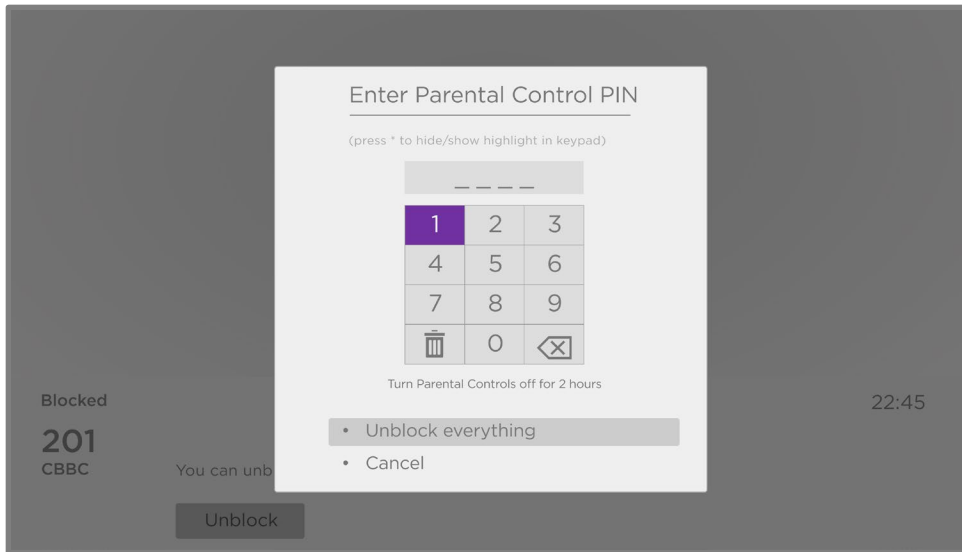 Enter Parental Control PIN
(press * to hide/show highlight in keypad)
_ _ _ _
1 2 3
4 5 6
7 8 9
0
Turn Parental Controls off for 2 hours
• Unblock everything
• Cancel
Blocked
22:45
201
CBBC
You can unb
Unblock